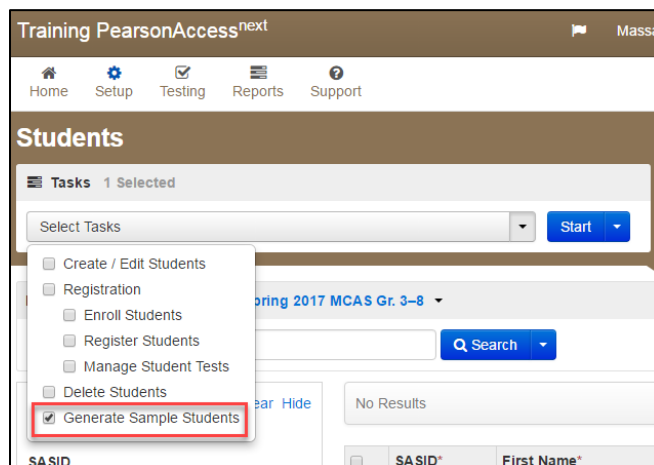 Training PearsonAccessnext
Massa
Home Setup Testing Reports Support
Students
Tasks 1 Selected
Select Tasks Start
Create / Edit Students
Registration
pring 2017 MCAS Gr. 3–8
Enroll Students
Register Students
Search
Manage Student Tests
Delete Students
ear Hide
No Results
Generate Sample Students
SASID
SASID* First Name*